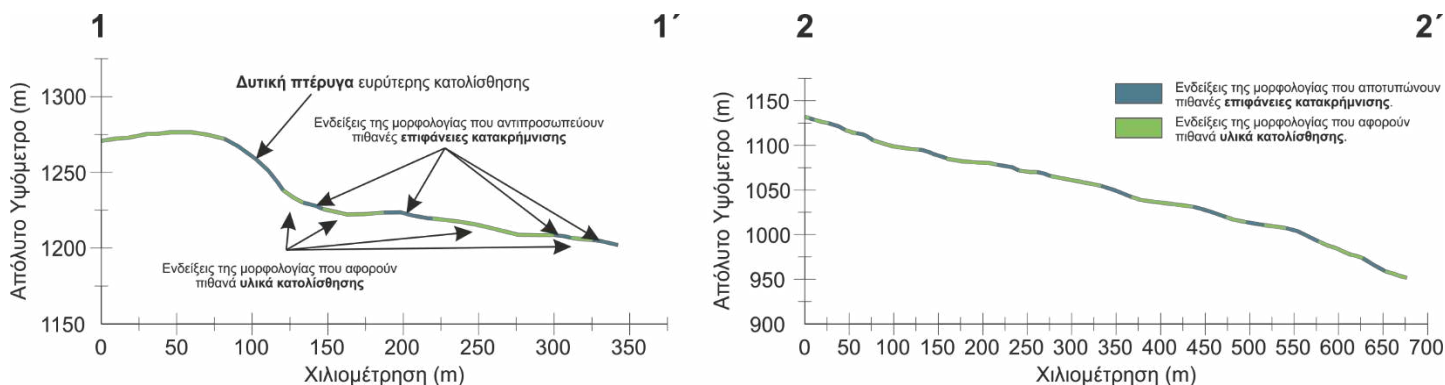 1
1´
Απόλυτο Υψόμετρο (m)
1300
1250
1200
1150
Δυτική πτέρυγα ευρύτερης κατολίσθησης
Ενδείξεις της μορφολογίας που αντιπροσωπεύουν
πιθανές επιφάνειες κατακρήμνισης
Ενδείξεις της μορφολογίας που αφορούν
πιθανά υλικά κατολίσθησης
0 50 100 150 200 250 300 350
Χιλιομέτρηση (m)
2
2´
Απόλυτο Υψόμετρο (m)
1150
1100
1050
1000
950
900
Ενδείξεις της μορφολογίας που αποτυπώνουν
πιθανές επιφάνειες κατακρήμνισης.
Ενδείξεις της μορφολογίας που αφορούν
πιθανά υλικά κατολίσθησης.
0 50 100 150 200 250 300 350 400 450 500 550 600 650 700
Χιλιομέτρηση (m)